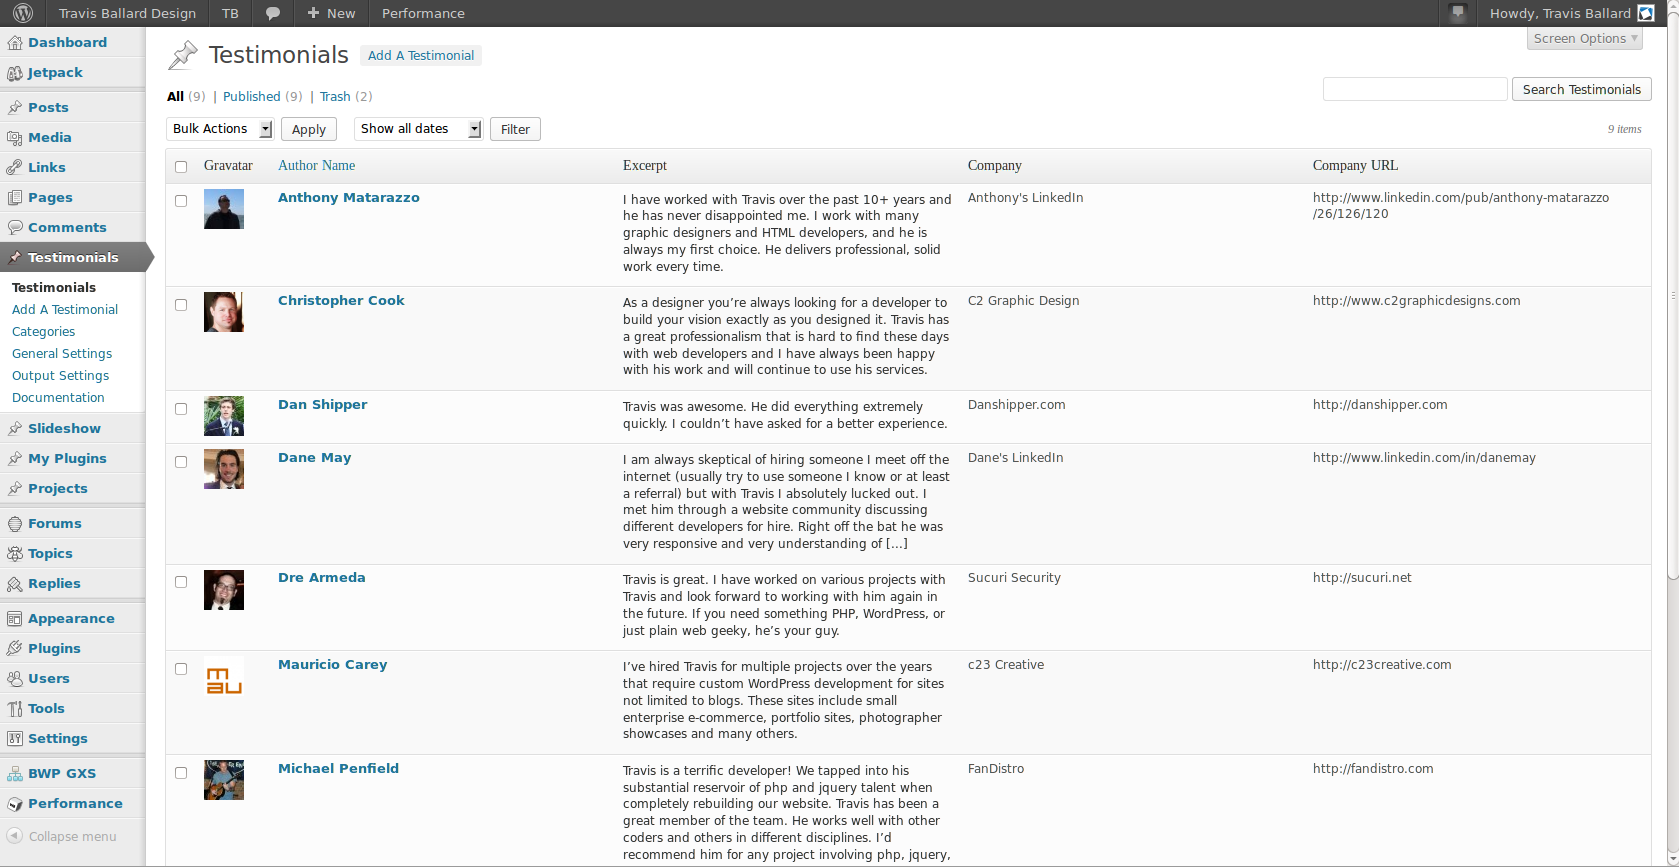 Travis Ballard Design TB New Performance Howdy, Travis Ballard
Dashboard
Jetpack
Posts
Media
Links
Pages
Comments
Testimonials
Testimonials
Add A Testimonial
Categories
General Settings
Output Settings
Documentation
Slideshow
My Plugins
Projects
Forums
Topics
Replies
Appearance
Plugins
Users
Tools
Settings
BWP GXS
Performance
Collapse menu
Screen Options
Testimonials Add A Testimonial
All (9) | Published (9) | Trash (2)
Search Testimonials
Bulk Actions Apply Show all dates Filter
9 items
Gravatar Author Name Excerpt Company Company URL
Anthony Matarazzo
I have worked with Travis over the past 10+ years and
he has never disappointed me. I work with many
graphic designers and HTML developers, and he is
always my first choice. He delivers professional, solid
work every time.
Anthony's LinkedIn
http://www.linkedin.com/pub/anthony-matarazzo
/26/126/120
Christopher Cook
As a designer you’re always looking for a developer to
build your vision exactly as you designed it. Travis has
a great professionalism that is hard to find these days
with web developers and I have always been happy
with his work and will continue to use his services.
C2 Graphic Design
http://www.c2graphicdesigns.com
Dan Shipper
Travis was awesome. He did everything extremely
quickly. I couldn’t have asked for a better experience.
Danshipper.com
http://danshipper.com
Dane May
I am always skeptical of hiring someone I meet off the
internet (usually try to use someone I know or at least
a referral) but with Travis I absolutely lucked out. I
met him through a website community discussing
different developers for hire. Right off the bat he was
very responsive and very understanding of [...]
Dane's LinkedIn
http://www.linkedin.com/in/danemay
Dre Armeda
Travis is great. I have worked on various projects with
Travis and look forward to working with him again in
the future. If you need something PHP, WordPress, or
just plain web geeky, he’s your guy.
Sucuri Security
http://sucuri.net
mau
Mauricio Carey
I’ve hired Travis for multiple projects over the years
that require custom WordPress development for sites
not limited to blogs. These sites include small
enterprise e-commerce, portfolio sites, photographer
showcases and many others.
c23 Creative
http://c23creative.com
Michael Penfield
Travis is a terrific developer! We tapped into his
substantial reservoir of php and jquery talent when
completely rebuilding our website. Travis has been a
great member of the team. He works well with other
coders and others in different disciplines. I’d
recommend him for any project involving php, jquery,
FanDistro
http://fandistro.com